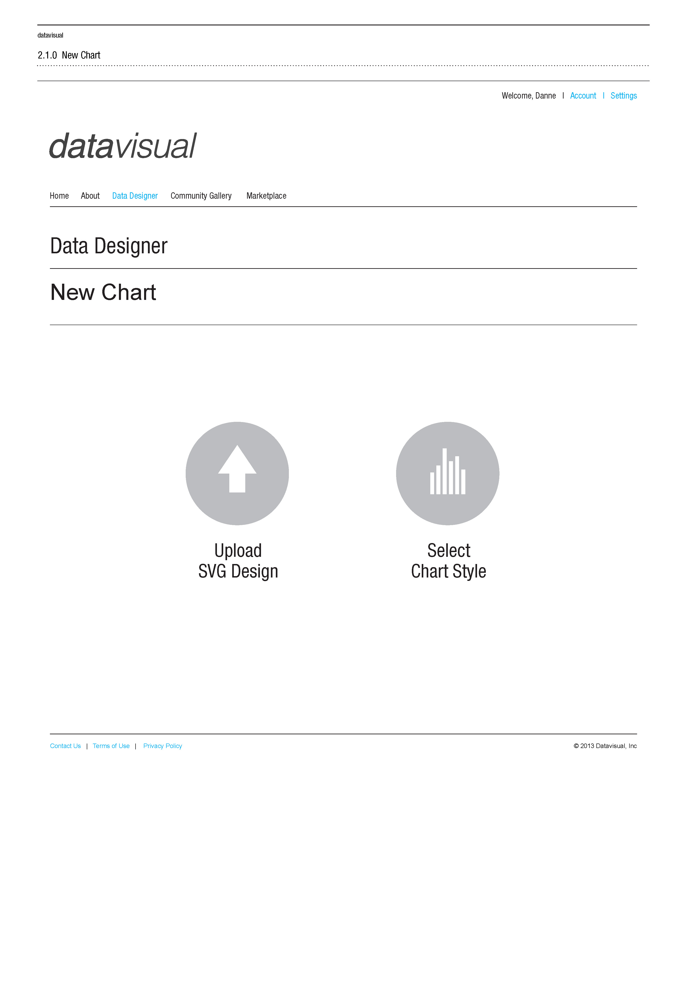 datavisual
2.1.0 New Chart
Welcome, Danne | Account | Settings
datavisual
Home About Data Designer Community Gallery Marketplace
Data Designer
New Chart
Upload
SVG Design
Select
Chart Style
Contact Us | Terms of Use | Privacy Policy
© 2013 Datavisual, Inc